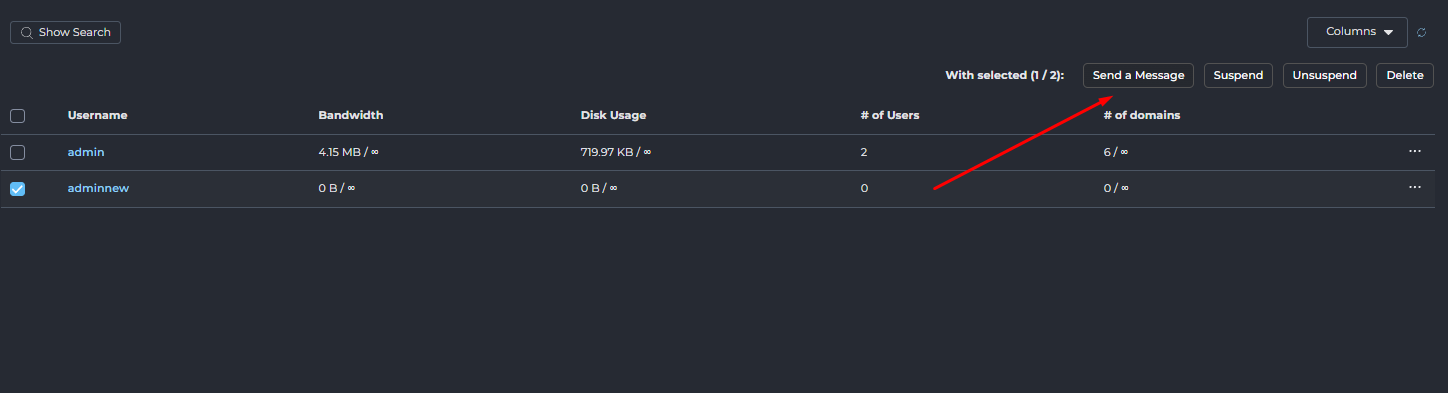 Show Search
Columns
With selected (1 / 2): Send a Message Suspend Unsuspend Delete
Username Bandwidth Disk Usage # of Users # of domains
admin 4.15 MB / ∞ 719.97 KB / ∞ 2 6 / ∞ ...
adminnew 0 B / ∞ 0 B / ∞ 0 0 / ∞ ...